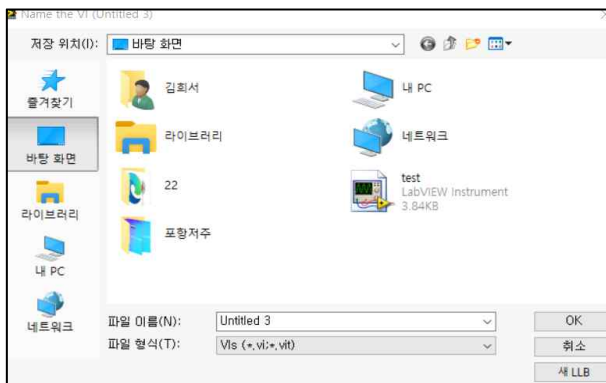 Name the VI (Untitled 3)
저장 위치(I): 바탕 화면
즐겨찾기
바탕 화면
라이브러리
내 PC
네트워크
김희서
내 PC
라이브러리
네트워크
22
test
LabVIEW Instrument
3.84KB
포항저주
파일 이름(N): Untitled 3 OK
파일 형식(T): VIs (*.vi;*.vit) 취소
새 LLB